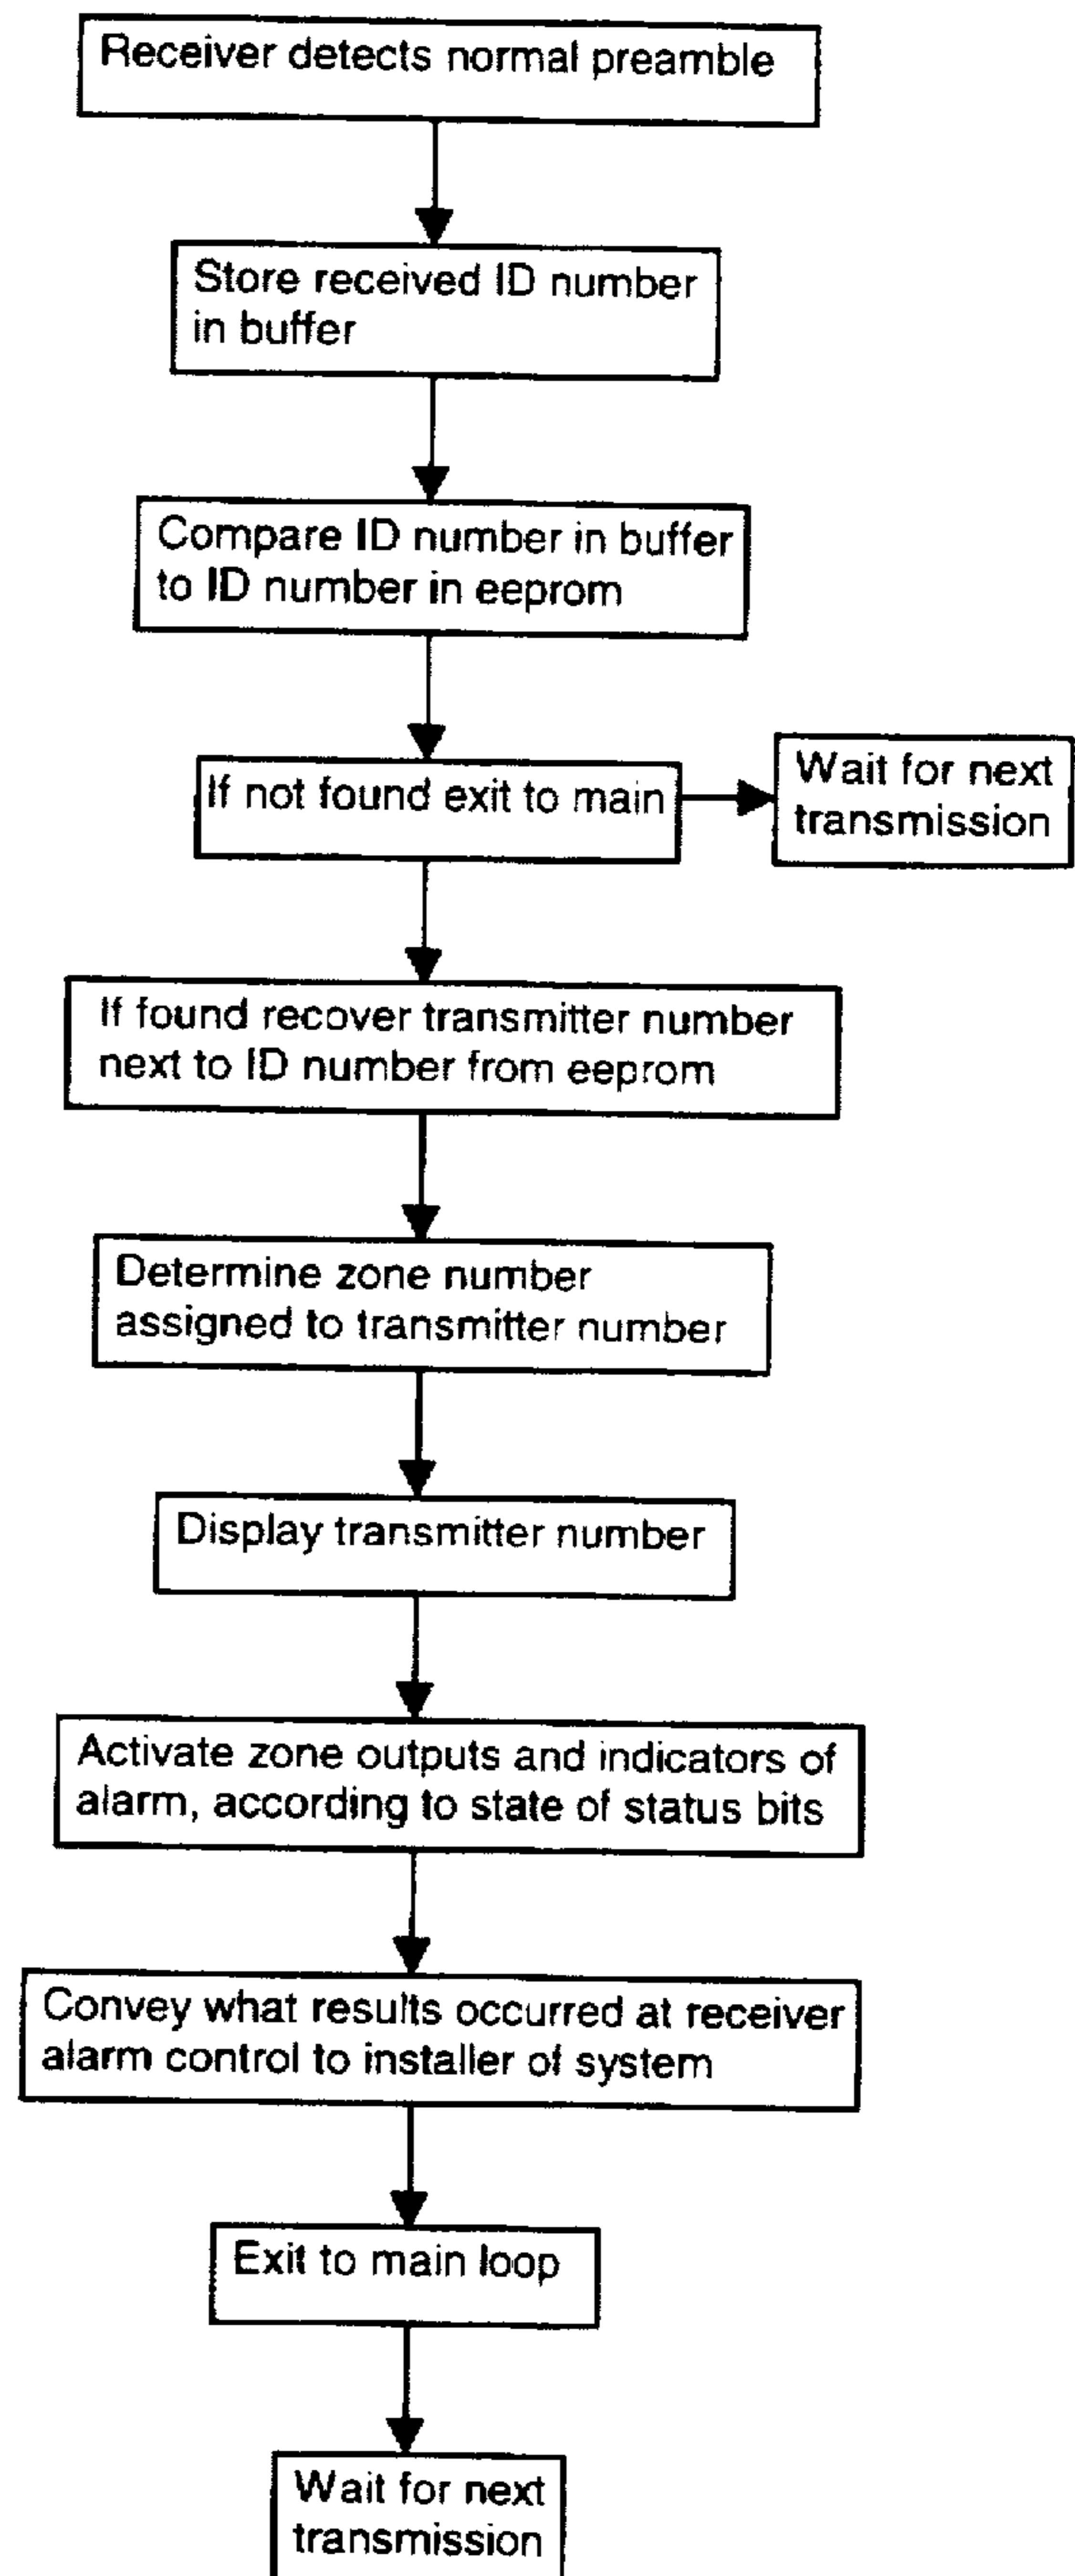 Receiver detects normal preamble
Store received ID number
in buffer
Compare ID number in buffer
to ID number in eeprom
If not found exit to main
Wait for next
transmission
If found recover transmitter number
next to ID number from eeprom
Determine zone number
assigned to transmitter number
Display transmitter number
Activate zone outputs and indicators of
alarm, according to state of status bits
Convey what results occurred at receiver
alarm control to installer of system
Exit to main loop
Wait for next
transmission